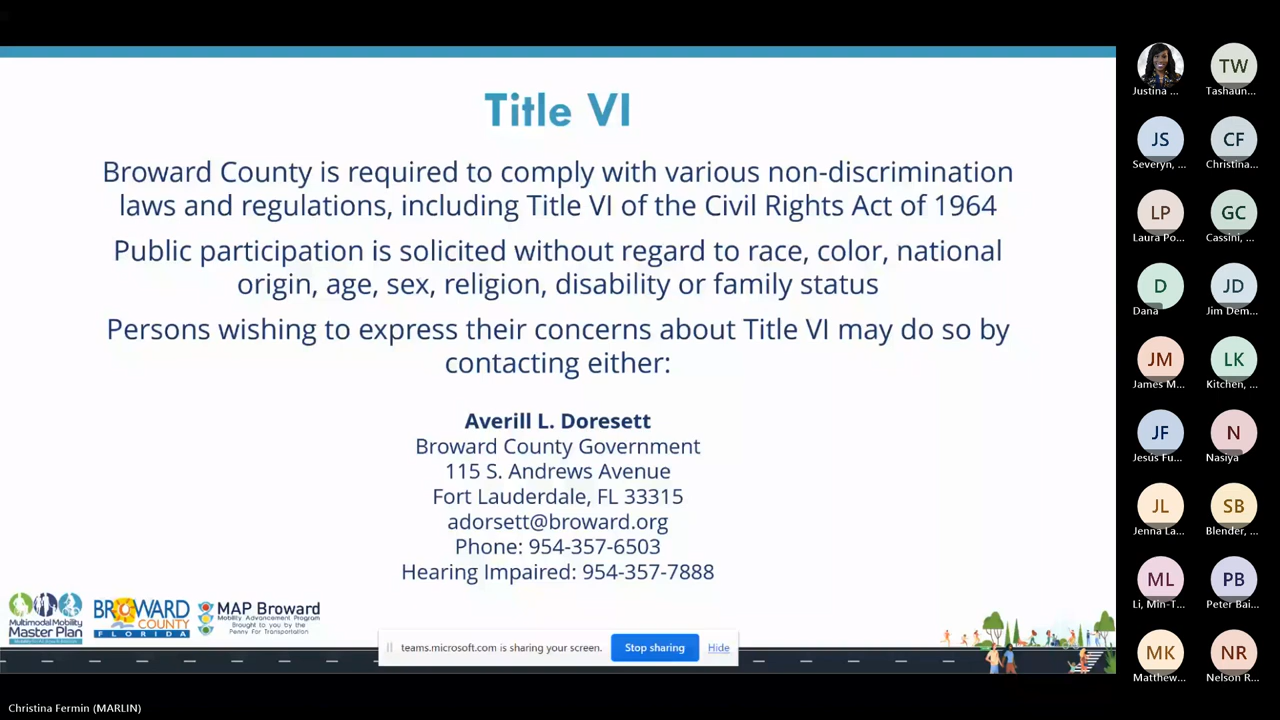 Title VI
Broward County is required to comply with various non-discrimination
laws and regulations, including Title VI of the Civil Rights Act of 1964
Public participation is solicited without regard to race, color, national
origin, age, sex, religion, disability or family status
Persons wishing to express their concerns about Title VI may do so by
contacting either:
Averill L. Doresett
Broward County Government
115 S. Andrews Avenue
Fort Lauderdale, FL 33315
adorsett@broward.org
Phone: 954-357-6503
Hearing Impaired: 954-357-7888
Multimodal Mobility
Master Plan
BROWARD
COUNTY
FLORIDA
MAP Broward
Mobility Advancement Program
Brought to you by the
Penny For Transportation
teams.microsoft.com is sharing your screen.
Stop sharing
Hide
Christina Fermin (MARLIN)
Justina ...
TW
Tashaun...
JS
Severyn, ...
CF
Christina...
LP
Laura Po...
GC
Cassini, ...
D
Dana
JD
Jim Dem...
JM
James M...
LK
Kitchen, ...
JF
Jesús Fu...
N
Nasiya
JL
Jenna La...
SB
Blender, ...
ML
Li, Min-T...
PB
Peter Bai...
MK
Matthew...
NR
Nelson R...